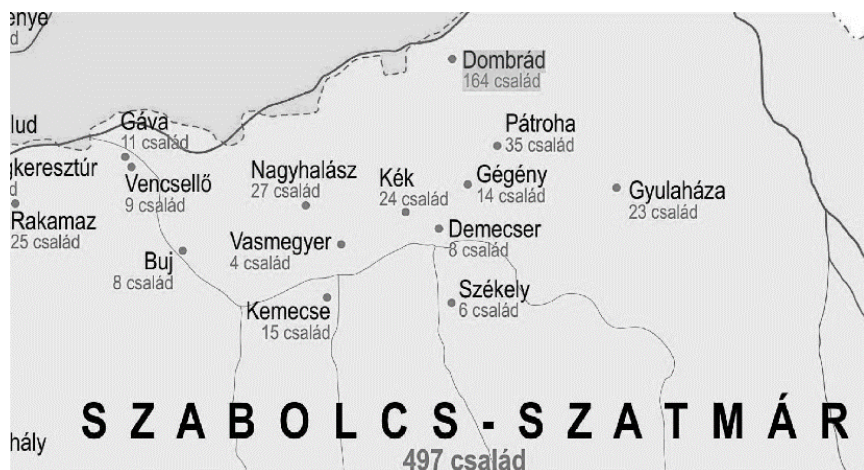 Dombrád
164 család
Gáva
11 család
Pátroha
35 család
Vencsellő
9 család
Nagyhalász
27 család
Kék
24 család
Gégény
14 család
Gyulaháza
23 család
Rakamaz
25 család
Demecser
8 család
Vasmegyer
4 család
Buj
8 család
Székely
6 család
Kemecse
15 család
SZABOLCS-SZATMÁR
497 család